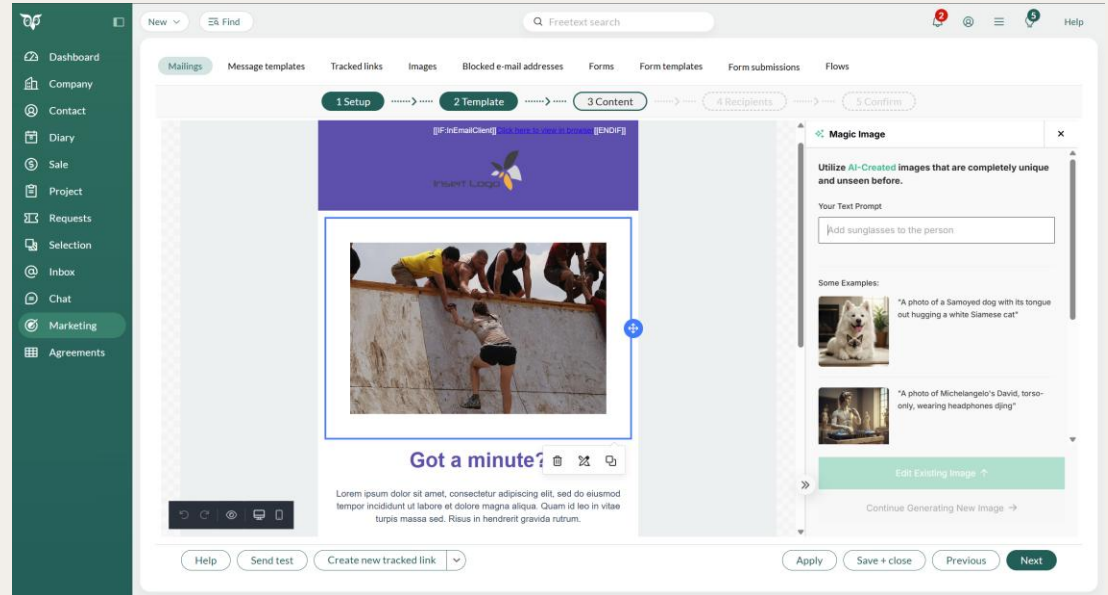 New
Find
Freetext search
2
5
Help
Dashboard
Company
Contact
Diary
Sale
Project
Requests
Selection
Inbox
Chat
Marketing
Agreements
Mailings
Message templates
Tracked links
Images
Blocked e-mail addresses
Forms
Form templates
Form submissions
Flows
1 Setup
2 Template
3 Content
4 Recipients
5 Confirm
[[IF:InEmailClient]]Click here to view in browser[[ENDIF]]
Insert Logo
Got a minute?
Lorem ipsum dolor sit amet, consectetur adipiscing elit, sed do eiusmod
tempor incididunt ut labore et dolore magna aliqua. Quam id leo in vitae
turpis massa sed. Risus in hendrerit gravida rutrum.
Magic Image
Utilize AI-Created images that are completely unique
and unseen before.
Your Text Prompt
Add sunglasses to the person
Some Examples:
"A photo of a Samoyed dog with its tongue
out hugging a white Siamese cat"
"A photo of Michelangelo's David, torso-
only, wearing headphones djing"
Edit Existing Image
Continue Generating New Image
Help
Send test
Create new tracked link
Apply
Save + close
Previous
Next